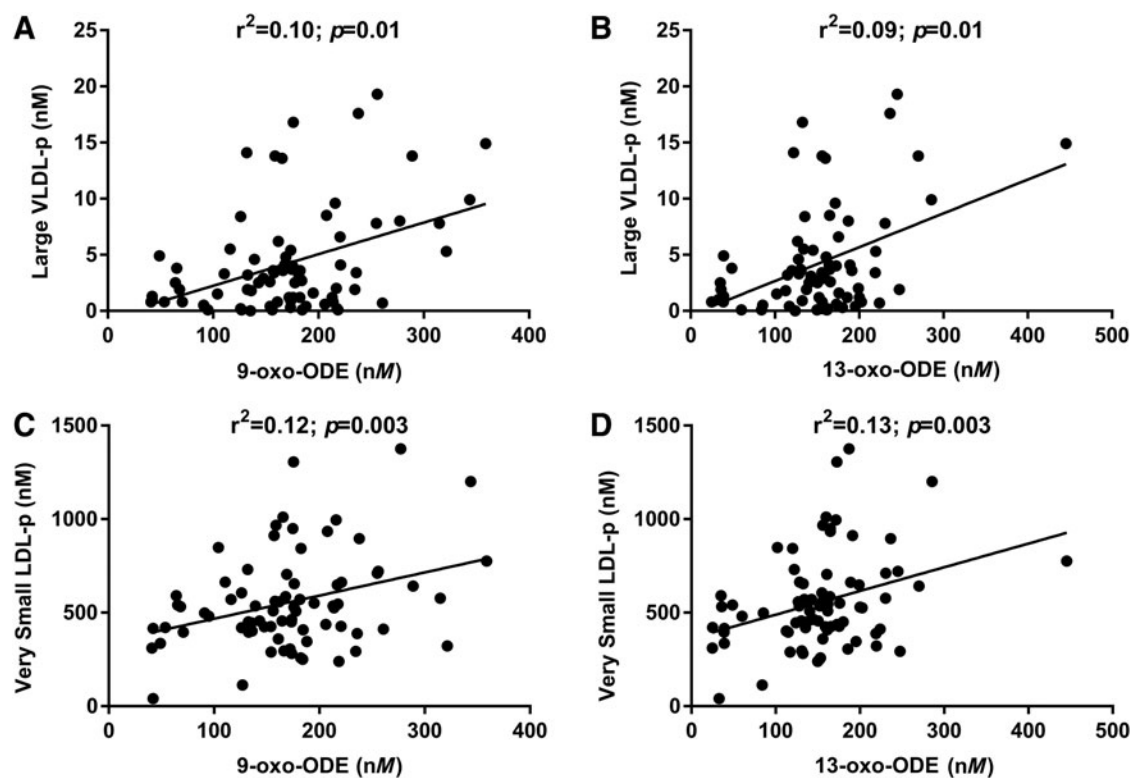 A
r²=0.10; p=0.01
Large VLDL-p (nM)
25
20
15
10
5
0
0 100 200 300 400
9-oxo-ODE (nM)
B
r²=0.09; p=0.01
Large VLDL-p (nM)
25
20
15
10
5
0
0 100 200 300 400 500
13-oxo-ODE (nM)
C
r²=0.12; p=0.003
Very Small LDL-p (nM)
1500
1000
500
0
0 100 200 300 400
9-oxo-ODE (nM)
D
r²=0.13; p=0.003
Very Small LDL-p (nM)
1500
1000
500
0
0 100 200 300 400 500
13-oxo-ODE (nM)